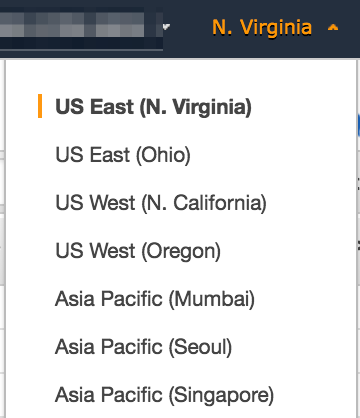 N. Virginia
US East (N. Virginia)
US East (Ohio)
US West (N. California)
US West (Oregon)
Asia Pacific (Mumbai)
Asia Pacific (Seoul)
Asia Pacific (Singapore)